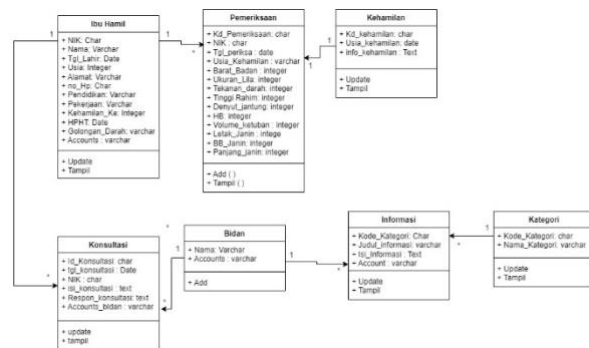 Ibu Hamil
+ NIK: Char
+ Nama: Varchar
+ Tgl_Lahir: Date
+ Usia: Integer
+ Alamat: Varchar
+ no_Hp: Char
+ Pendidikan: Varchar
+ Pekerjaan: Varchar
+ Kehamilan_Ke: Integer
+ HPHT: Date
+ Golongan_Darah: varchar
+ Accounts : varchar
+ Update
+ Tampil
1
1
*
Pemeriksaan
+ Kd_Pemeriksaan: char
+ NIK : char
+ Tgl_periksa : date
+ Usia_Kehamilan : varchar
+ Barat_Badan : integer
+ Ukuran_Lila: integer
+ Tekanan_darah: integer
+ Tinggi Rahim: integer
+ Denyut_jantung: integer
+ HB: integer
+ Volume_ketuban : integer
+ Letak_Janin : intege
+ BB_Janin: integer
+ Panjang_janin: integer
+ Add ( )
+ Tampil ( )
1
1
Kehamilan
+ Kd_kehamilan: char
+ Usia_kehamilan: date
+ info_kehamilan : Text
+ Update
+ Tampil
*
Konsultasi
+ Id_Konsultasi: char
+ tgl_konsultasi : Date
+ NIK : char
+ isi_konsultasi : text
+ Respon_konsultasi: text
+ Accounts_bidan : varchar
+ update
+ tampil
*
1
*
Bidan
+ Nama: Varchar
+ Accounts : varchar
+ Add
1
*
Informasi
+ Kode_Kategori: Char
+ Judul_informasi: varchar
+ Isi_Informasi : Text
+ Account : varchar
+ Update
+ Tampil
1
*
Kategori
+ Kode_Kategori: Char
+ Nama_Kategori: varchar
+ Update
+ Tampil